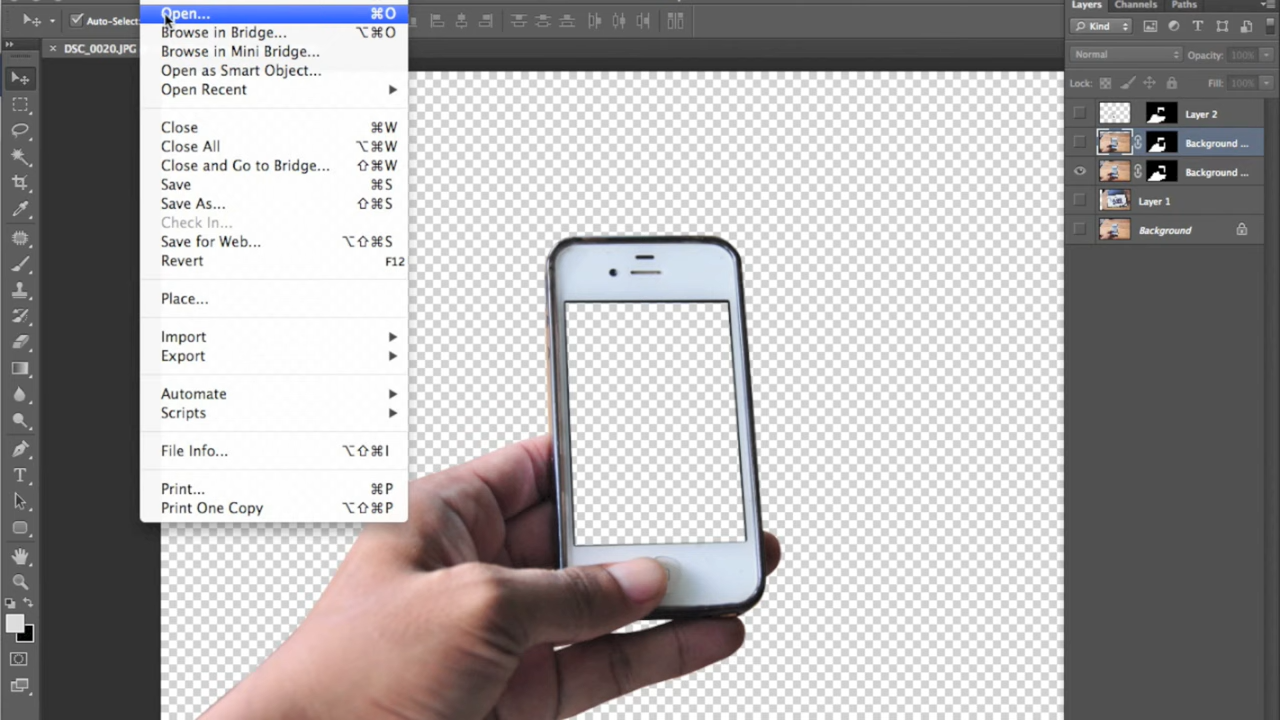 Auto-Select:
DSC_0020.JPG
Open... ⌘O
Browse in Bridge... ⌥⌘O
Browse in Mini Bridge...
Open as Smart Object...
Open Recent
Close ⌘W
Close All ⌥⌘W
Close and Go to Bridge... ⇧⌘W
Save ⌘S
Save As... ⇧⌘S
Check In...
Save for Web... ⌥⇧⌘S
Revert F12
Place...
Import
Export
Automate
Scripts
File Info... ⌥⇧⌘I
Print... ⌘P
Print One Copy ⌥⇧⌘P
Layers Channels Paths
Kind
Normal Opacity: 100%
Lock: Fill: 100%
Layer 2
Background ...
Background ...
Layer 1
Background